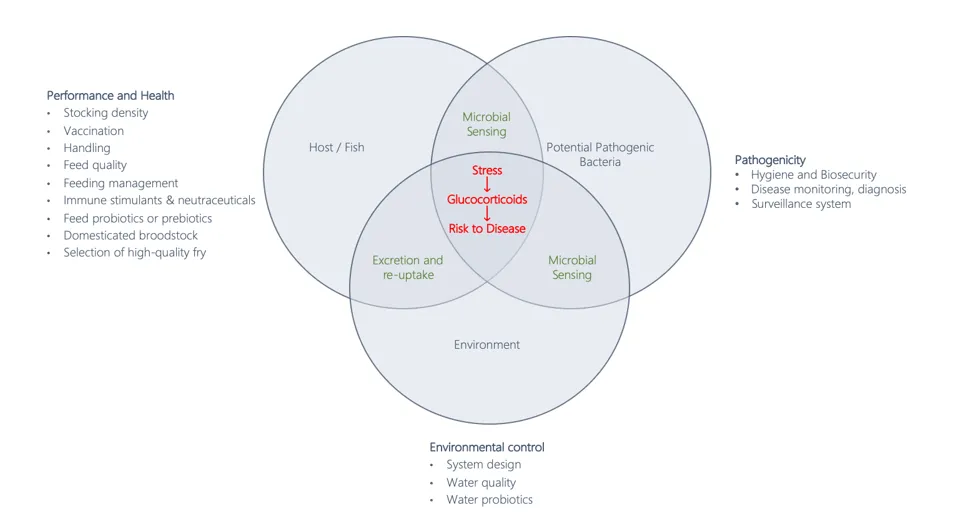 Performance and Health
• Stocking density
• Vaccination
• Handling
• Feed quality
• Feeding management
• Immune stimulants & neutraceuticals
• Feed probiotics or prebiotics
• Domesticated broodstock
• Selection of high-quality fry
Host / Fish
Microbial
Sensing
Potential Pathogenic
Bacteria
Stress
↓
Glucocorticoids
↓
Risk to Disease
Excretion and
re-uptake
Microbial
Sensing
Environment
Pathogenicity
• Hygiene and Biosecurity
• Disease monitoring, diagnosis
• Surveillance system
Environmental control
• System design
• Water quality
• Water probiotics